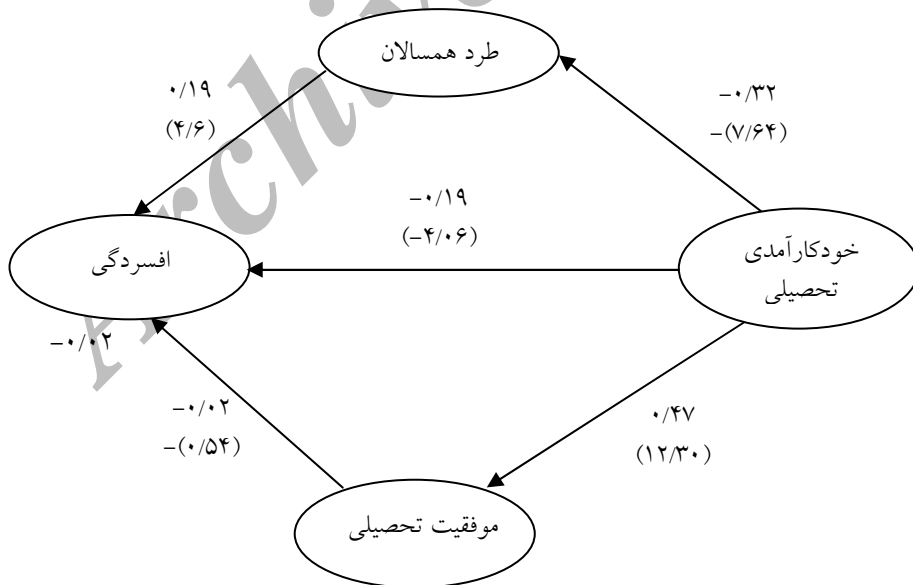 طرد همسالان
۰/۱۹
(۴/۶)
−۰/۳۲
−(۷/۶۴)
−۰/۱۹
(−۴/۰۶)
خودکارآمدی
تحصیلی
افسردگی
−۰/۰۲
−۰/۰۲
−(۰/۵۴)
۰/۴۷
(۱۲/۳۰)
موفقیت تحصیلی